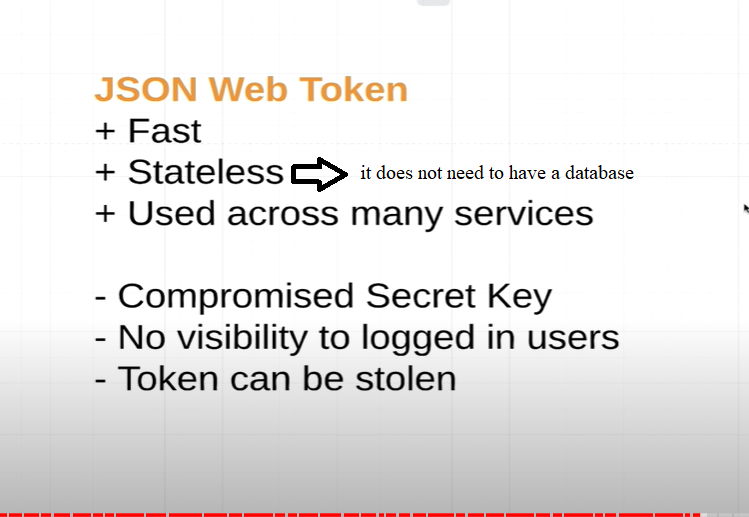 JSON Web Token
+ Fast
+ Stateless it does not need to have a database
+ Used across many services
- Compromised Secret Key
- No visibility to logged in users
- Token can be stolen